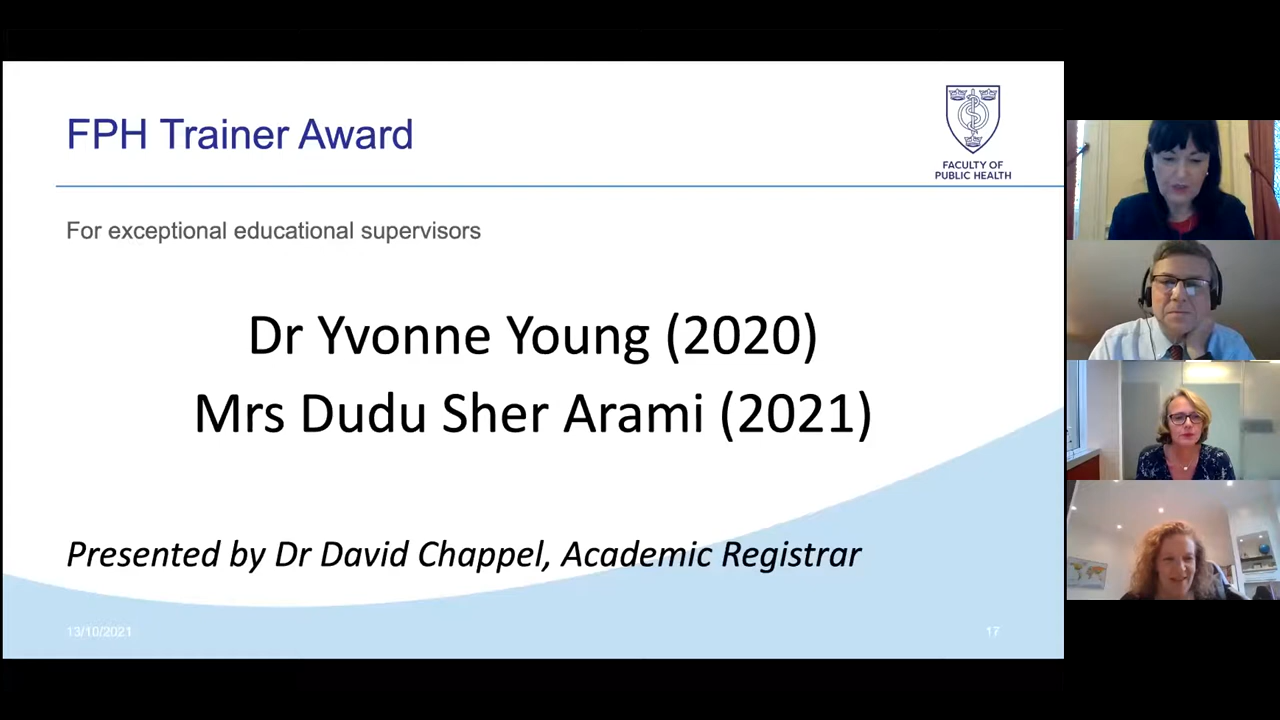 FPH Trainer Award
FACULTY OF
PUBLIC HEALTH
For exceptional educational supervisors
Dr Yvonne Young (2020)
Mrs Dudu Sher Arami (2021)
Presented by Dr David Chappel, Academic Registrar
13/10/2021
17